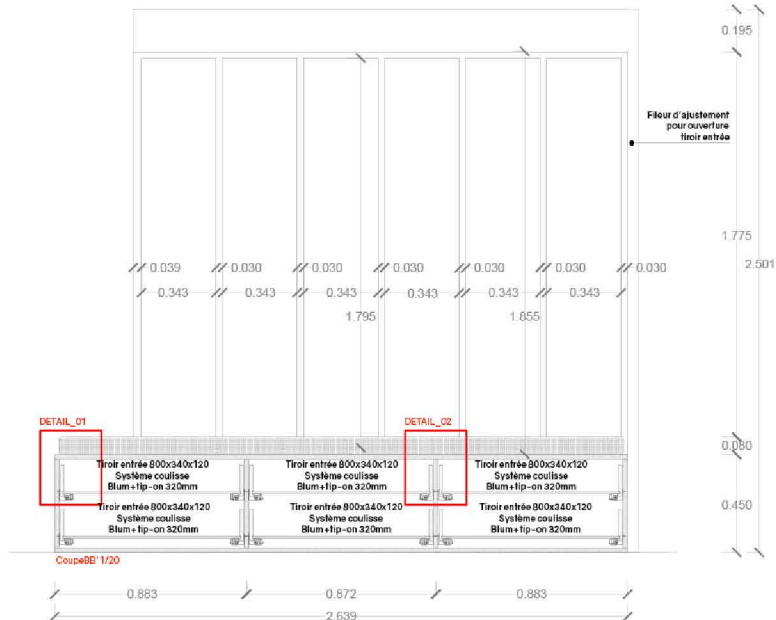 0.195
Fileur d'ajustement
pour ouverture
tiroir entrée
1.775
2.501
0.039 0.030 0.030 0.030 0.030 0.030 0.030
0.343 0.343 0.343 0.343 0.343 0.343
1.795 1.855
DETAIL_01 DETAIL_02
0.080
Tiroir entrée 800x340x120 Tiroir entrée 800x340x120 Tiroir entrée 800x340x120
Système coulisse Système coulisse Système coulisse
Blum+tip-on 320mm Blum+tip-on 320mm Blum+tip-on 320mm
0.450
Tiroir entrée 800x340x120 Tiroir entrée 800x340x120 Tiroir entrée 800x340x120
Système coulisse Système coulisse Système coulisse
Blum+tip-on 320mm Blum+tip-on 320mm Blum+tip-on 320mm
CoupeBB' 1/20
0.883 0.872 0.883
2.639